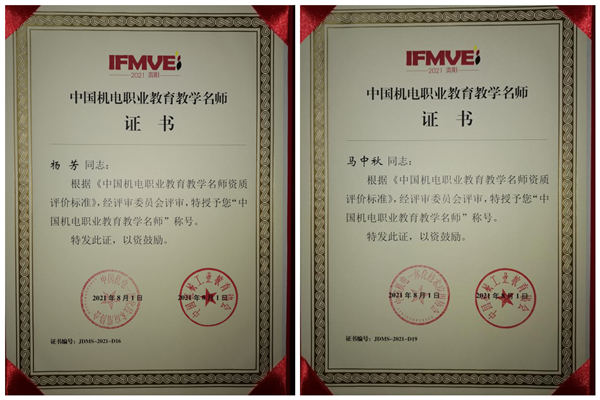 IFMVE
2021 贵阳
中国机电职业教育教学名师
证 书
杨 芳 同志：
根据《中国机电职业教育教学名师资质
评价标准》，经评审委员会评审，特授予您“中
国机电职业教育教学名师”称号。
特发此证，以资鼓励。
2021年8月1日
2021年8月1日
证书编号：JDMS-2021-D16
IFMVE
2021 贵阳
中国机电职业教育教学名师
证 书
马中秋 同志：
根据《中国机电职业教育教学名师资质
评价标准》，经评审委员会评审，特授予您“中
国机电职业教育教学名师”称号。
特发此证，以资鼓励。
2021年8月1日
2021年8月1日
证书编号：JDMS-2021-D19